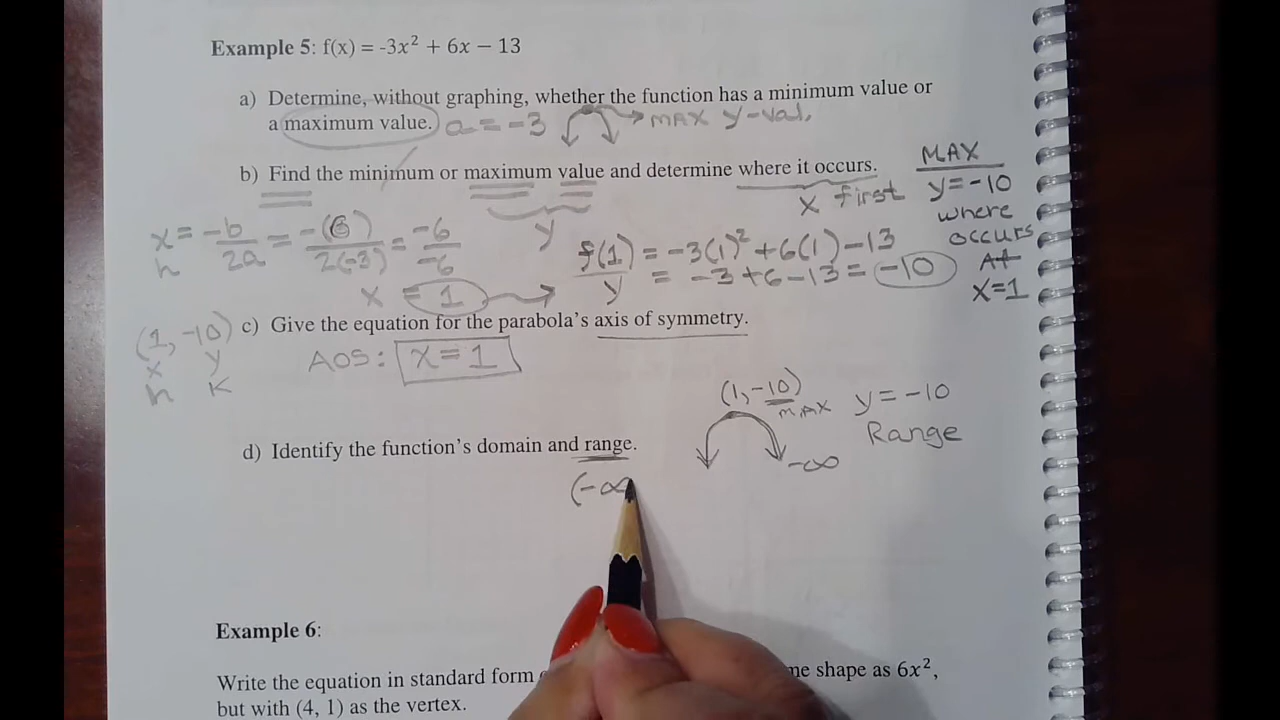 Example 5: f(x) = -3x² + 6x − 13
a) Determine, without graphing, whether the function has a minimum value or
a maximum value. a = -3 → MAX y-val.
b) Find the minimum or maximum value and determine where it occurs.
MAX
y = -10
where
occurs
At
x=1
x first
y
x = -b/2a = -(6)/2(-3) = -6/-6
h
x = 1 →
f(1) = -3(1)² + 6(1) - 13
y = -3 + 6 - 13 = -10
c) Give the equation for the parabola's axis of symmetry.
(1, -10)
x y
h k
AOS: x = 1
(1, -10)
MAX
y = -10
Range
-∞
d) Identify the function's domain and range.
(-∞
Example 6:
Write the equation in standard form shape as 6x²,
but with (4, 1) as the vertex.